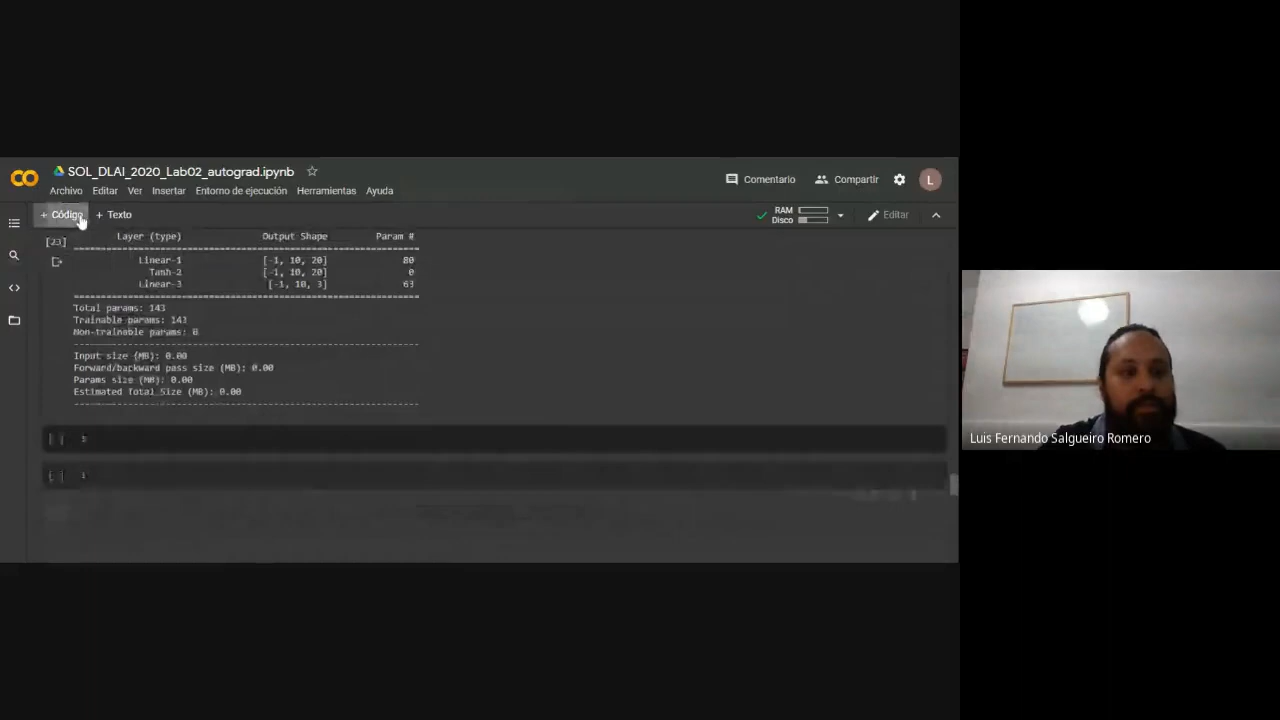 SOL_DLAI_2020_Lab02_autograd.ipynb
Archivo Editar Ver Insertar Entorno de ejecución Herramientas Ayuda
Comentario
Compartir
L
+ Código + Texto
RAM
Disco
Editar
[23]
Layer (type) Output Shape Param #
================================================================
Linear-1 [-1, 10, 20] 80
Tanh-2 [-1, 10, 20] 0
Linear-3 [-1, 10, 3] 63
================================================================
Total params: 143
Trainable params: 143
Non-trainable params: 0
----------------------------------------------------------------
Input size (MB): 0.00
Forward/backward pass size (MB): 0.00
Params size (MB): 0.00
Estimated Total Size (MB): 0.00
----------------------------------------------------------------
[ ] 1
[ ] 1
Luis Fernando Salgueiro Romero